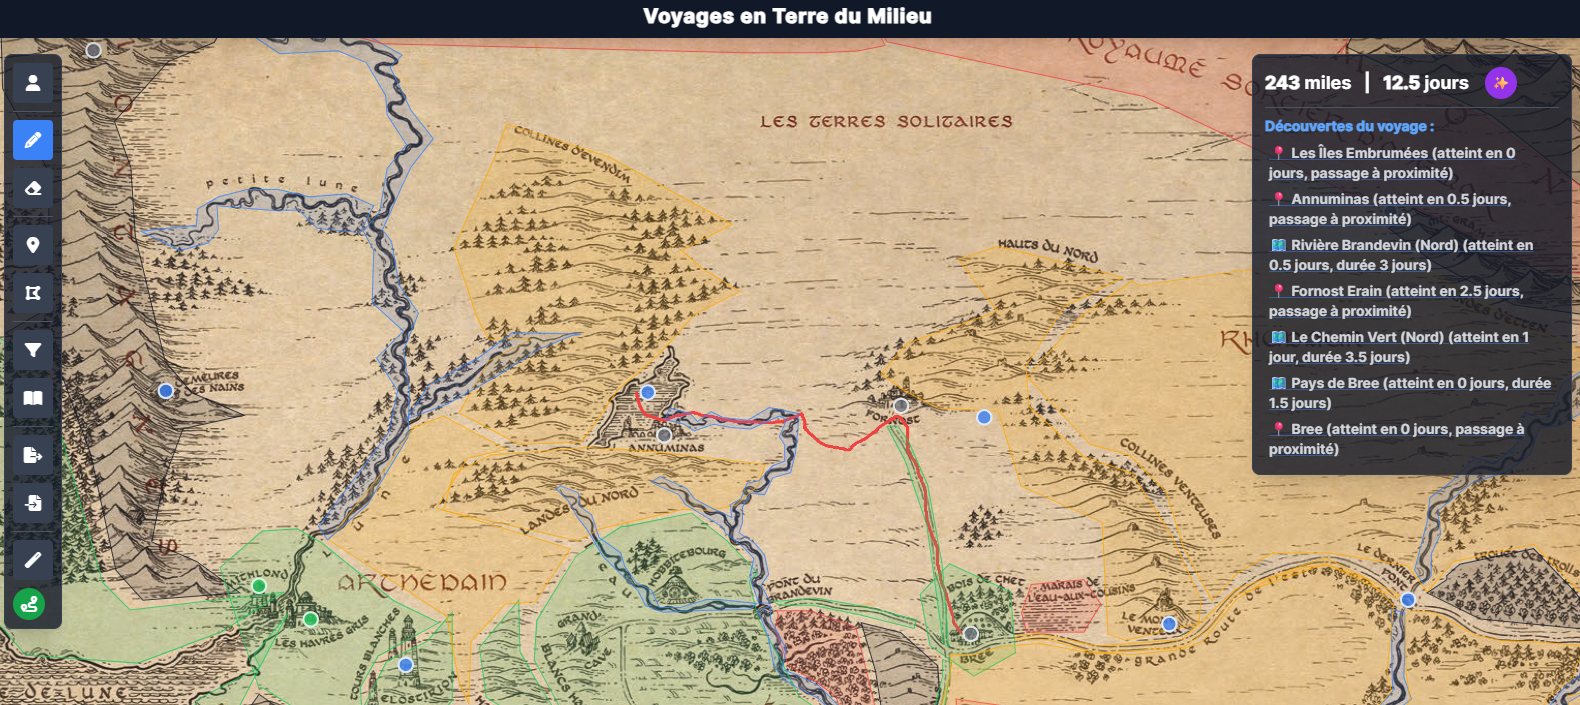 Voyages en Terre du Milieu
243 miles | 12.5 jours
Découvertes du voyage :
Les Îles Embrumées (atteint en 0
jours, passage à proximité)
Annuminas (atteint en 0.5 jours,
passage à proximité)
Rivière Brandevin (Nord) (atteint en
0.5 jours, durée 3 jours)
Fornost Erain (atteint en 2.5 jours,
passage à proximité)
Le Chemin Vert (Nord) (atteint en 1
jour, durée 3.5 jours)
Pays de Bree (atteint en 0 jours, durée
1.5 jours)
Bree (atteint en 0 jours, passage à
proximité)
ROYAUME
LES TERRES SOLITAIRES
COLLINES D'EVENDIM
petite lune
HAUTS DU NORD
DEMEURES
DES NAINS
FORNOST
ANNUMINAS
COLLINES VENTEUSES
LANDES DU NORD
ARTHEDAIN
MITHLOND
LES HAVRES GRIS
TOURS BLANCHES
ELOSTIRION
HOBBITEBOURG
GRAND
CAVE
BLANCS
PONT DU
BRANDEVIN
BOIS DE CHET
BREE
MARAIS DE
L'EAU-AUX-COUSINS
LE MONT
VENTEUX
grande route de l'est
LE DERNIER
PONT
TROUÉE DES TROLLS
DE LUNE